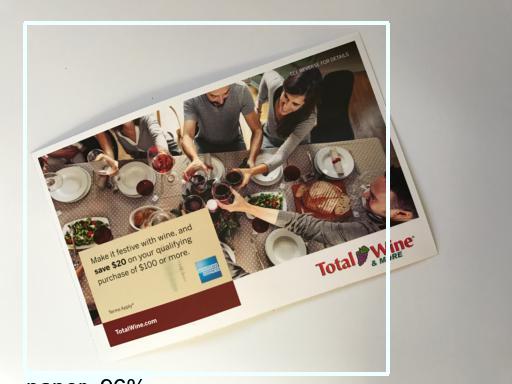 SEE REVERSE FOR DETAILS
Make it festive with wine, and
save $20 on your qualifying
purchase of $100 or more.
Terms Apply*
TotalWine.com
Total Wine®
& MORE
paper 96%